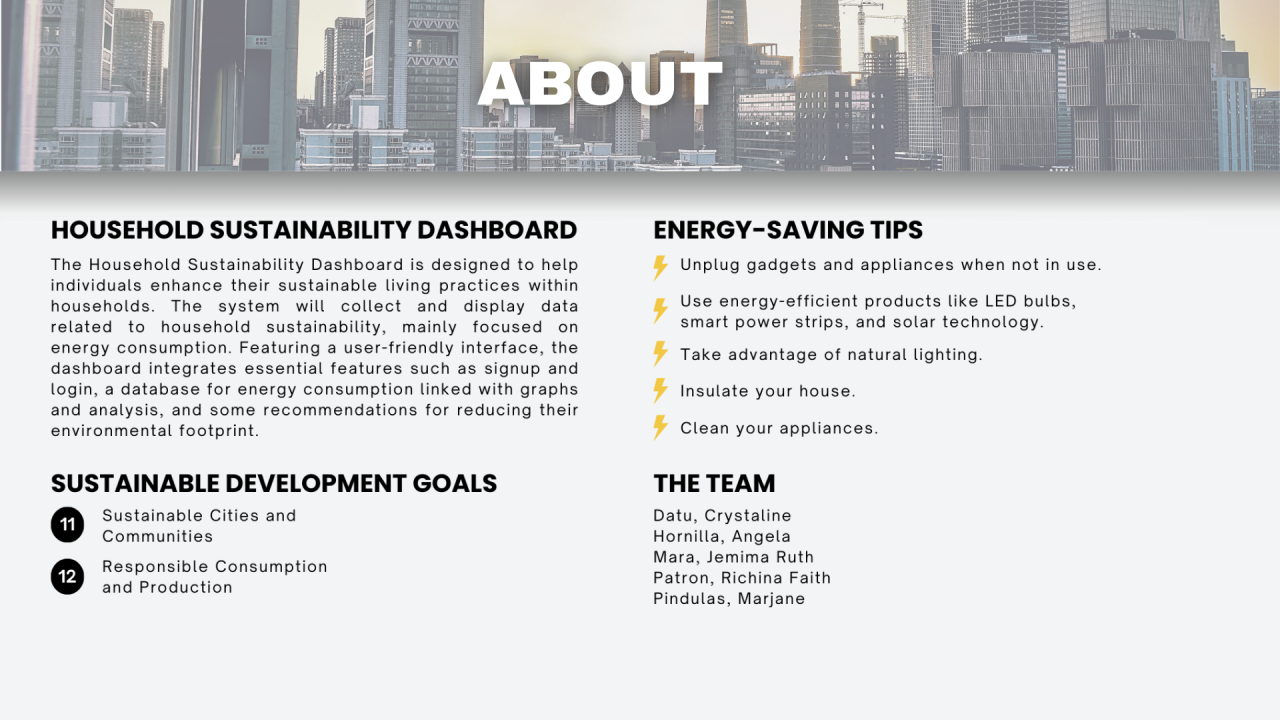 ABOUT
HOUSEHOLD SUSTAINABILITY DASHBOARD
The Household Sustainability Dashboard is designed to help
individuals enhance their sustainable living practices within
households. The system will collect and display data
related to household sustainability, mainly focused on
energy consumption. Featuring a user-friendly interface, the
dashboard integrates essential features such as signup and
login, a database for energy consumption linked with graphs
and analysis, and some recommendations for reducing their
environmental footprint.
SUSTAINABLE DEVELOPMENT GOALS
11 Sustainable Cities and
Communities
12 Responsible Consumption
and Production
ENERGY-SAVING TIPS
Unplug gadgets and appliances when not in use.
Use energy-efficient products like LED bulbs,
smart power strips, and solar technology.
Take advantage of natural lighting.
Insulate your house.
Clean your appliances.
THE TEAM
Datu, Crystaline
Hornilla, Angela
Mara, Jemima Ruth
Patron, Richina Faith
Pindulas, Marjane